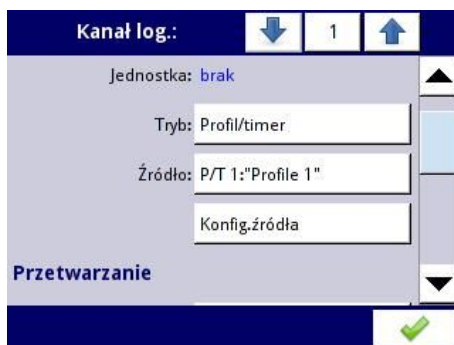 Kanał log.: 1
Jednostka: brak
Tryb: Profil/timer
Źródło: P/T 1:"Profile 1"
Konfig.źródła
Przetwarzanie